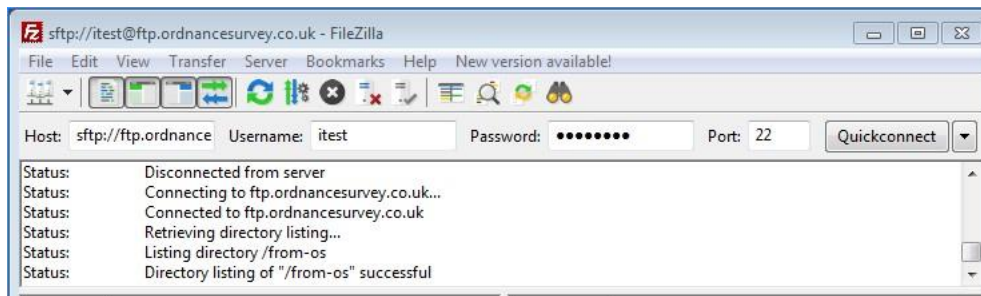 sftp://itest@ftp.ordnancesurvey.co.uk - FileZilla
File Edit View Transfer Server Bookmarks Help New version available!
Host: sftp://ftp.ordnance Username: itest Password: ●●●●●●●● Port: 22 Quickconnect
Status: Disconnected from server
Status: Connecting to ftp.ordnancesurvey.co.uk...
Status: Connected to ftp.ordnancesurvey.co.uk
Status: Retrieving directory listing...
Status: Listing directory /from-os
Status: Directory listing of "/from-os" successful